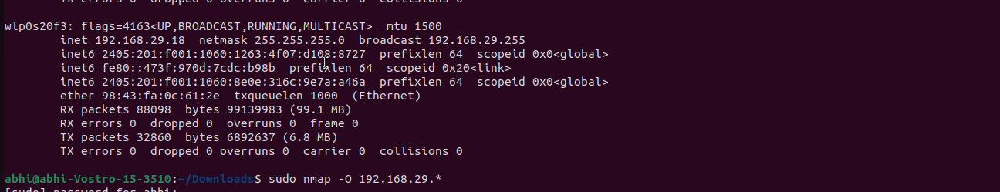 TX errors 0  dropped 0 overruns 0  carrier 0  collisions 0
wlp0s20f3: flags=4163<UP,BROADCAST,RUNNING,MULTICAST>  mtu 1500
inet 192.168.29.18  netmask 255.255.255.0  broadcast 192.168.29.255
inet6 2405:201:f001:1060:1263:4f07:d108:8727  prefixlen 64  scopeid 0x0<global>
inet6 fe80::473f:970d:7cdc:b98b  prefixlen 64  scopeid 0x20<link>
inet6 2405:201:f001:1060:8e0e:316c:9e7a:a46a  prefixlen 64  scopeid 0x0<global>
ether 98:43:fa:0c:61:2e  txqueuelen 1000  (Ethernet)
RX packets 88098  bytes 99139983 (99.1 MB)
RX errors 0  dropped 0  overruns 0  frame 0
TX packets 32860  bytes 6892637 (6.8 MB)
TX errors 0  dropped 0 overruns 0  carrier 0  collisions 0
abhi@abhi-Vostro-15-3510:~/Downloads$ sudo nmap -O 192.168.29.*
[sudo] password for abhi: